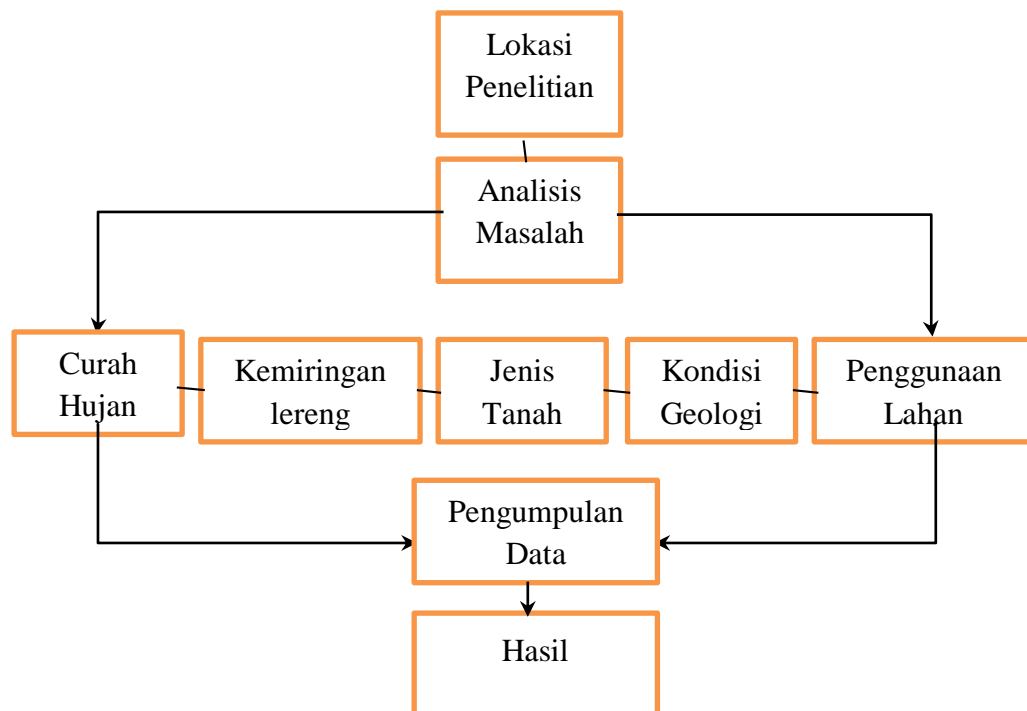 Lokasi
Penelitian
Analisis
Masalah
Curah
Hujan
Kemiringan
lereng
Jenis
Tanah
Kondisi
Geologi
Penggunaan
Lahan
Pengumpulan
Data
Hasil